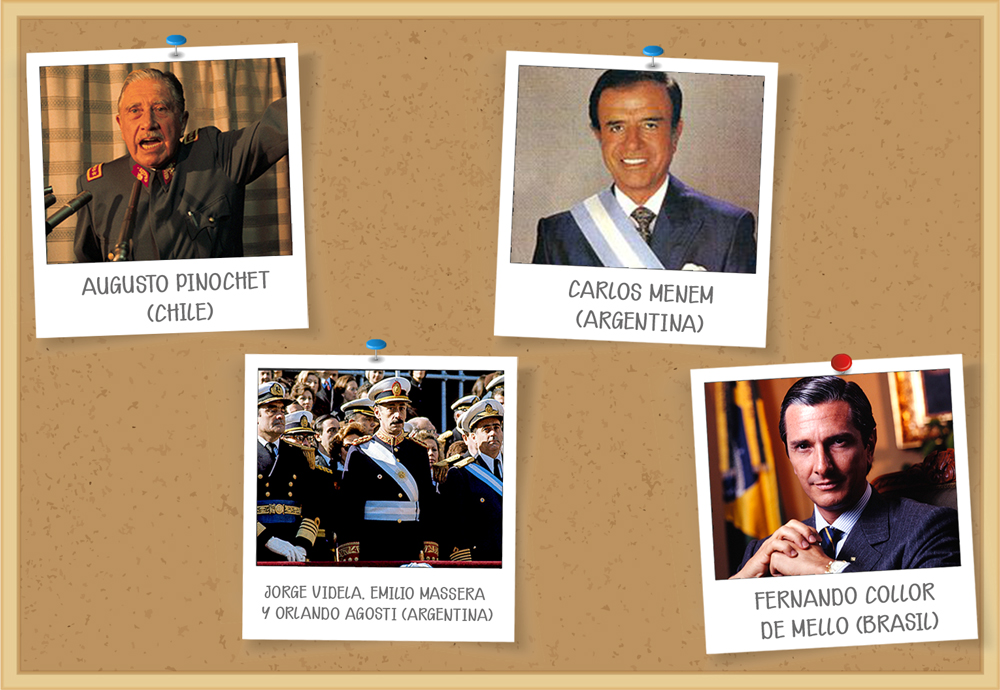 AUGUSTO PINOCHET
(CHILE)
CARLOS MENEM
(ARGENTINA)
JORGE VIDELA, EMILIO MASSERA
Y ORLANDO AGOSTI (ARGENTINA)
FERNANDO COLLOR
DE MELLO (BRASIL)